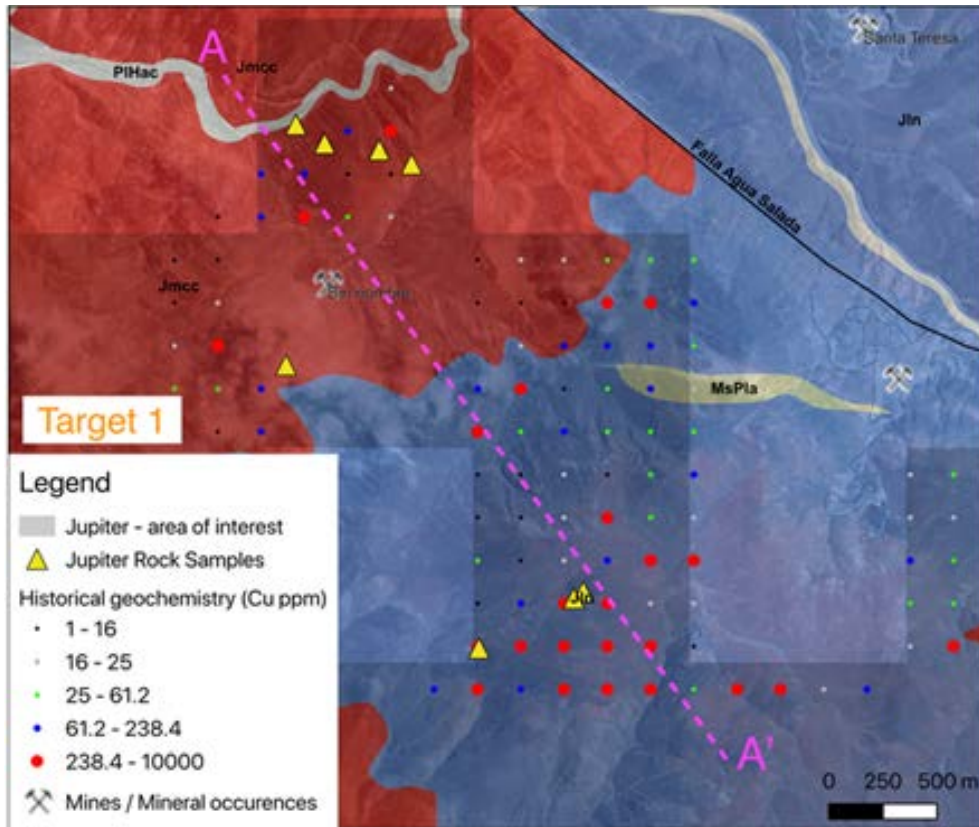 A
Jmcc
PlHac
Santa Teresa
Jln
Falla Agua Salada
Jmcc
MsPla
Target 1
Legend
Jupiter - area of interest
Jupiter Rock Samples
Historical geochemistry (Cu ppm)
1 - 16
16 - 25
25 - 61.2
61.2 - 238.4
238.4 - 10000
Mines / Mineral occurences
A'
0 250 500 m